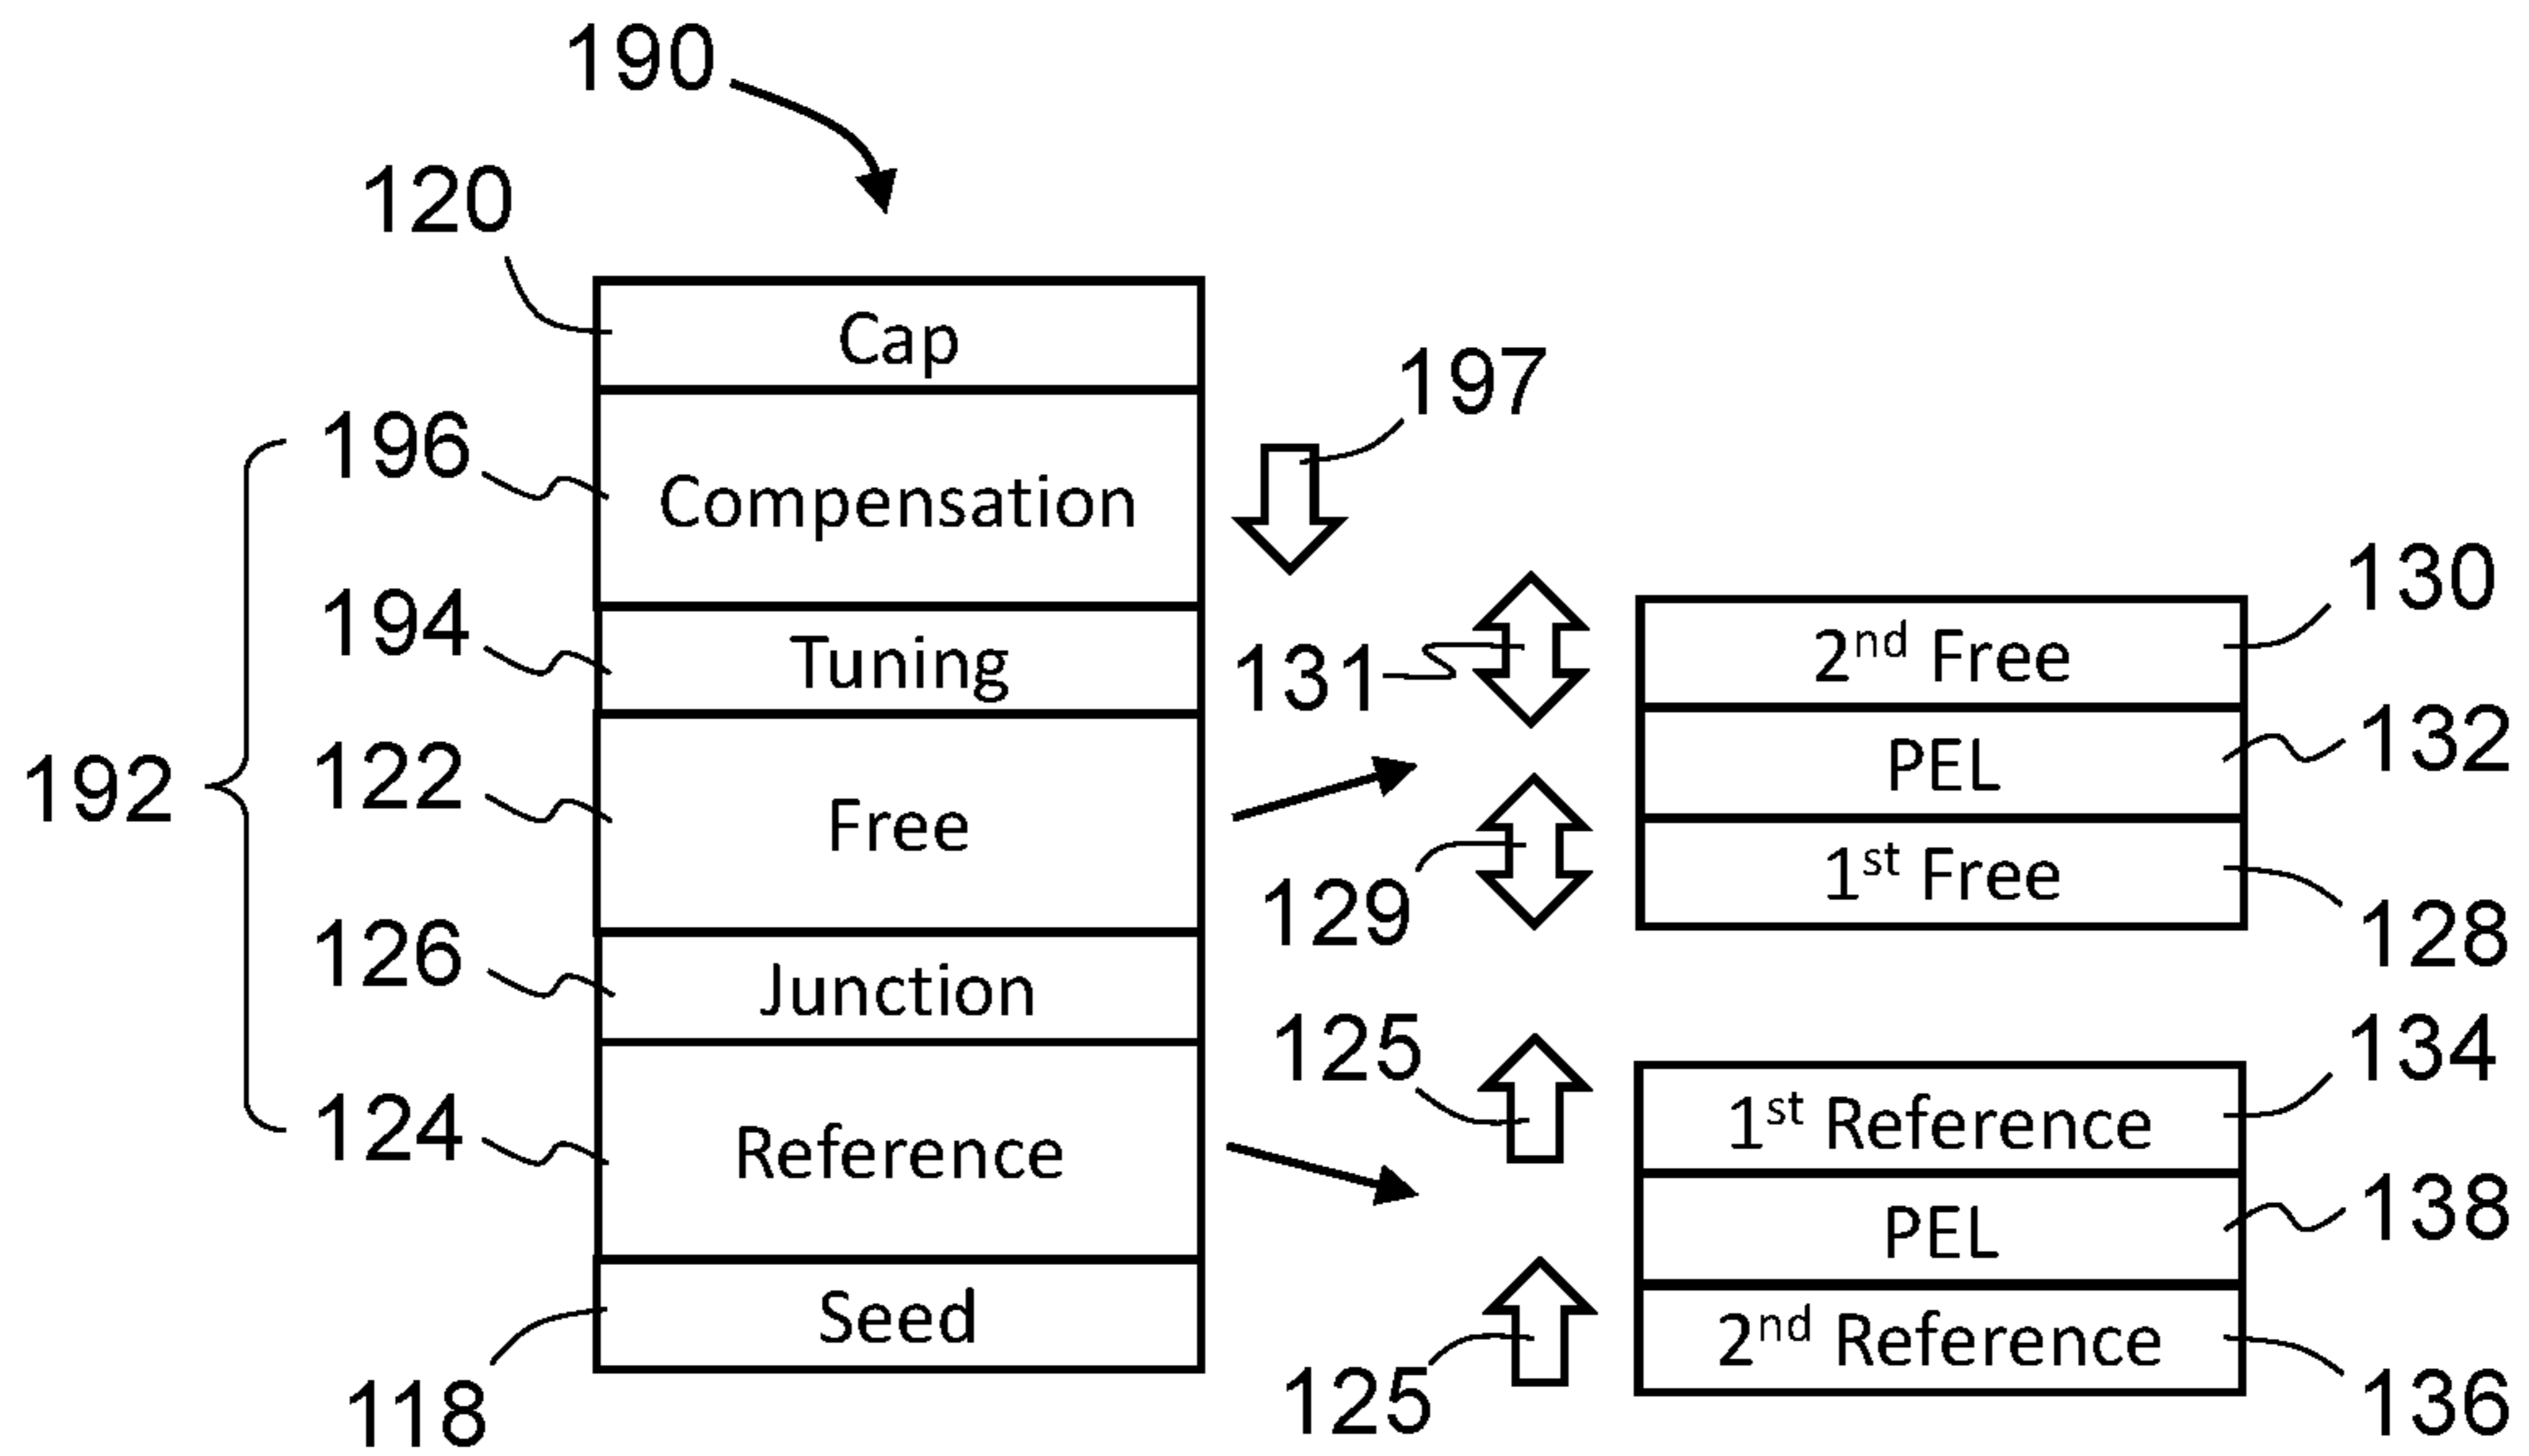 190
120
Cap
197
196
Compensation
130
194
Tuning
131
2nd Free
132
192
122
Free
PEL
129
1st Free
128
126
Junction
125
134
124
Reference
1st Reference
138
PEL
118
Seed
125
2nd Reference
136